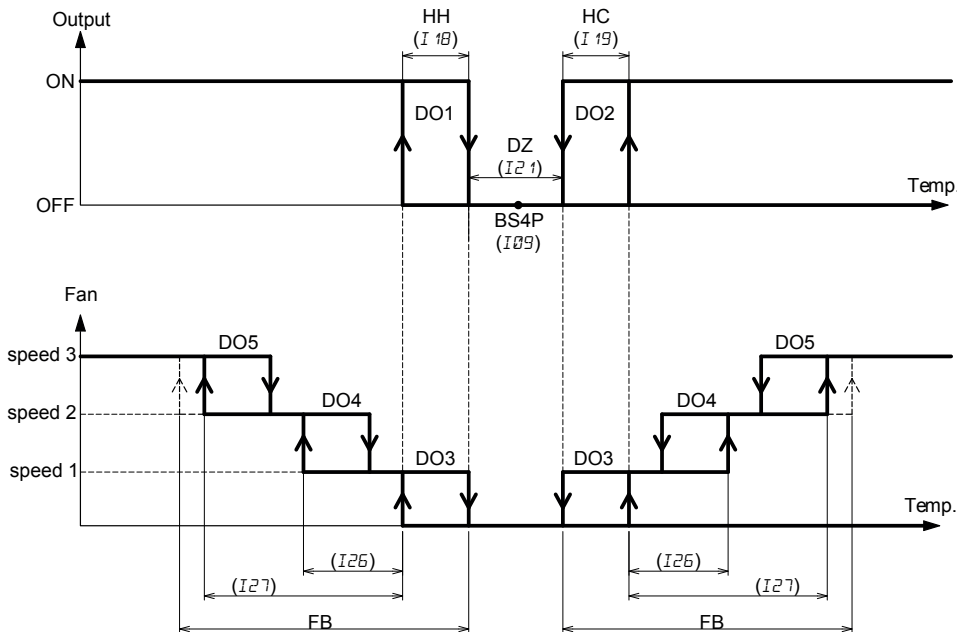 Output
HH
(I18)
HC
(I19)
ON
DO1
DO2
DZ
(I21)
OFF
BS4P
(I09)
Temp.
Fan
speed 3
DO5
DO5
speed 2
DO4
DO4
speed 1
DO3
DO3
Temp.
(I26)
(I26)
(I27)
(I27)
FB
FB